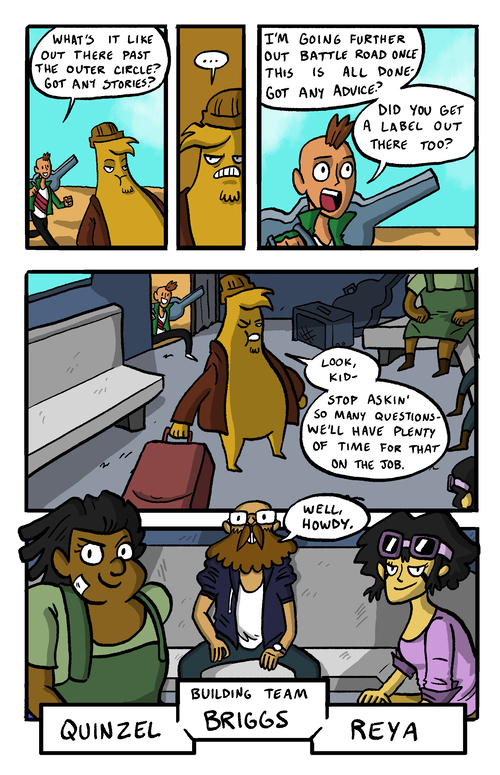 WHAT'S IT LIKE
OUT THERE PAST
THE OUTER CIRCLE?
GOT ANY STORIES?
...
I'M GOING FURTHER
OUT BATTLE ROAD ONCE
THIS IS ALL DONE-
GOT ANY ADVICE?
DID YOU GET
A LABEL OUT
THERE TOO?
LOOK,
KID-
STOP ASKIN'
SO MANY QUESTIONS-
WE'LL HAVE PLENTY
OF TIME FOR THAT
ON THE JOB.
WELL,
HOWDY.
BUILDING TEAM
QUINZEL
BRIGGS
REYA